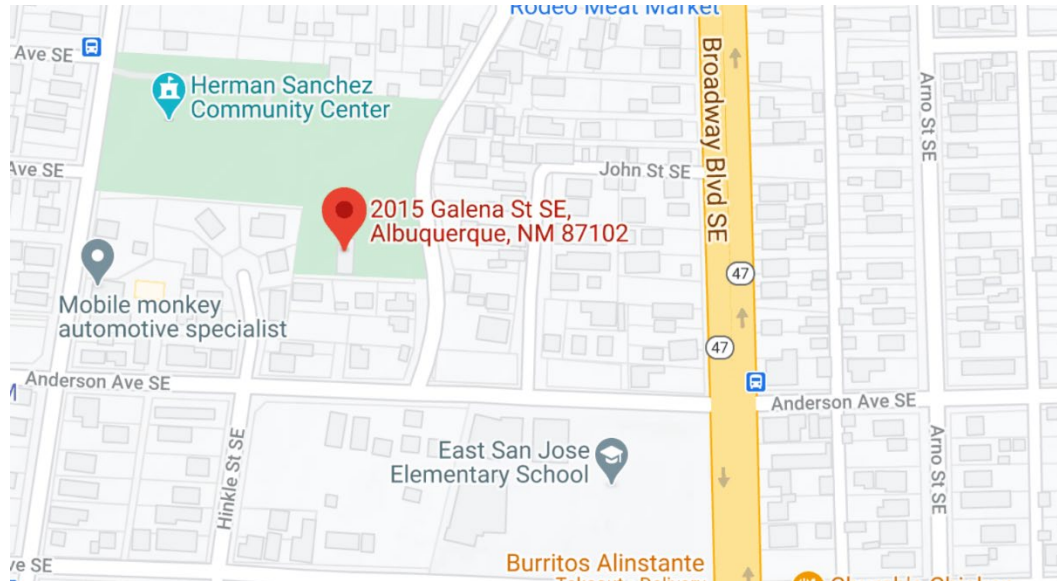 Rodeo Meat Market
Ave SE
Herman Sanchez
Community Center
Broadway Blvd SE
Arno St SE
Ave SE
John St SE
2015 Galena St SE,
Albuquerque, NM 87102
47
Mobile monkey
automotive specialist
47
Anderson Ave SE
Anderson Ave SE
Hinkle St SE
East San Jose
Elementary School
Arno St SE
ve SE
Burritos Alinstante
Takeout